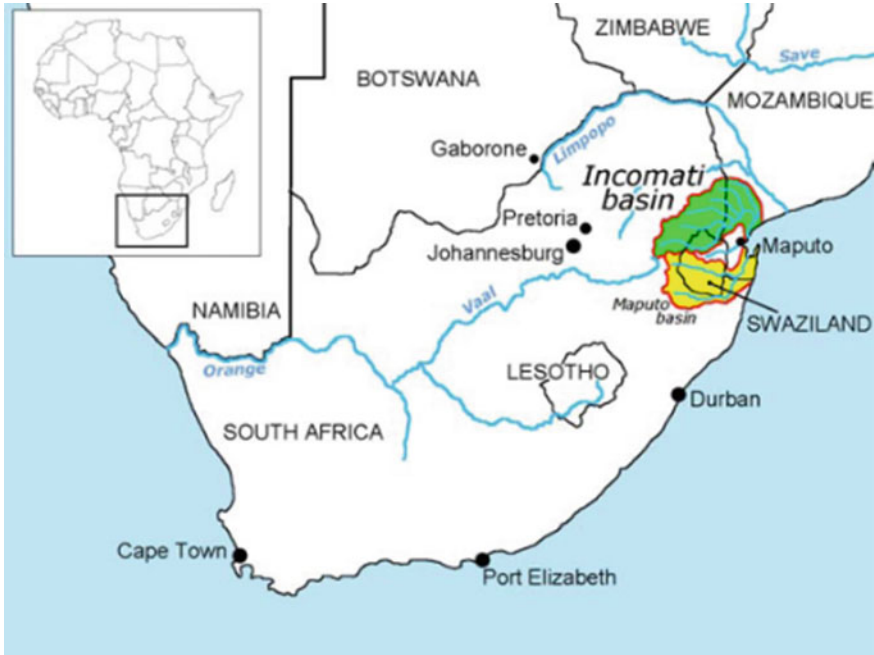 ZIMBABWE
Save
BOTSWANA
MOZAMBIQUE
Gaborone
Limpopo
Incomati
basin
Pretoria
Johannesburg
Maputo
NAMIBIA
Vaal
Maputo
basin
SWAZILAND
Orange
LESOTHO
Durban
SOUTH AFRICA
Cape Town
Port Elizabeth